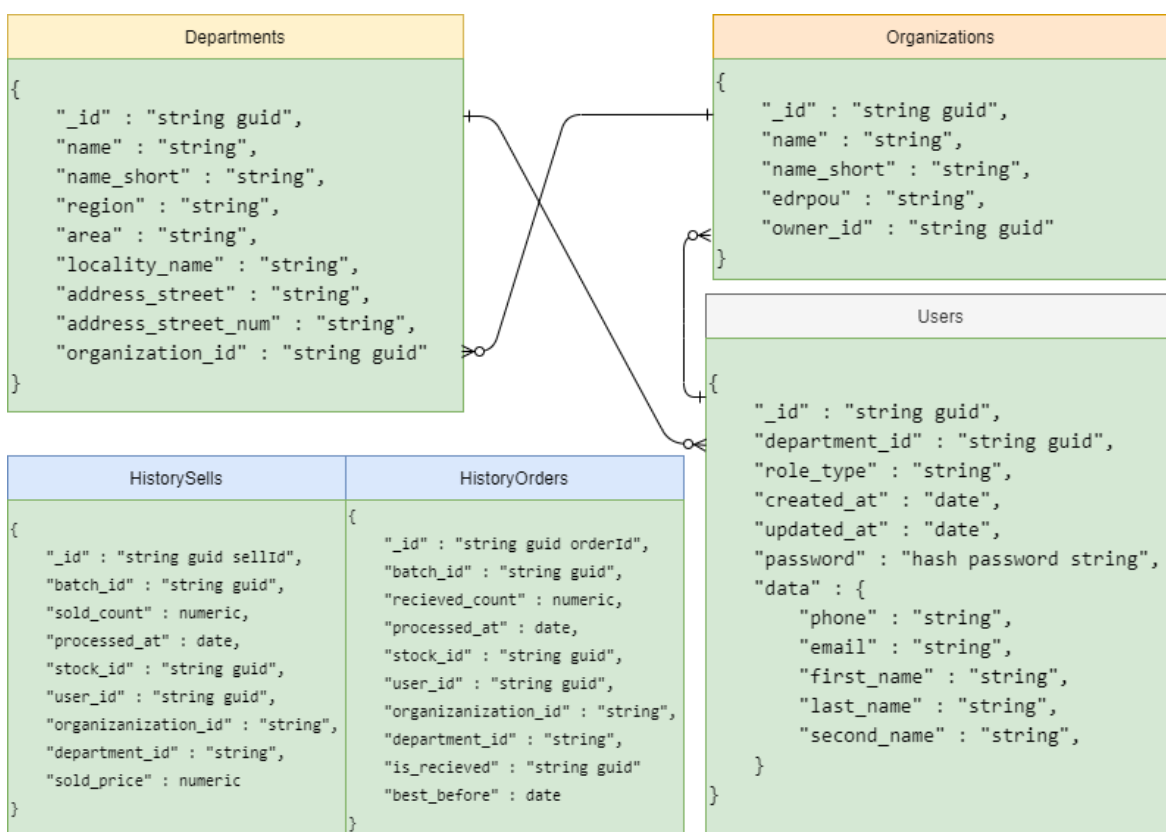 Departments
{
"_id" : "string guid",
"name" : "string",
"name_short" : "string",
"region" : "string",
"area" : "string",
"locality_name" : "string",
"address_street" : "string",
"address_street_num" : "string",
"organization_id" : "string guid"
}
Organizations
{
"_id" : "string guid",
"name" : "string",
"name_short" : "string",
"edrpou" : "string",
"owner_id" : "string guid"
}
HistorySells
{
"_id" : "string guid sellId",
"batch_id" : "string guid",
"sold_count" : numeric,
"processed_at" : date,
"stock_id" : "string guid",
"user_id" : "string guid",
"organizanization_id" : "string",
"department_id" : "string",
"sold_price" : numeric
}
HistoryOrders
{
"_id" : "string guid orderId",
"batch_id" : "string guid",
"recieved_count" : numeric,
"processed_at" : date,
"stock_id" : "string guid",
"user_id" : "string guid",
"organizanization_id" : "string",
"department_id" : "string",
"is_recieved" : "string guid"
"best_before" : date
}
Users
{
"_id" : "string guid",
"department_id" : "string guid",
"role_type" : "string",
"created_at" : "date",
"updated_at" : "date",
"password" : "hash password string",
"data" : {
"phone" : "string",
"email" : "string",
"first_name" : "string",
"last_name" : "string",
"second_name" : "string",
}
}